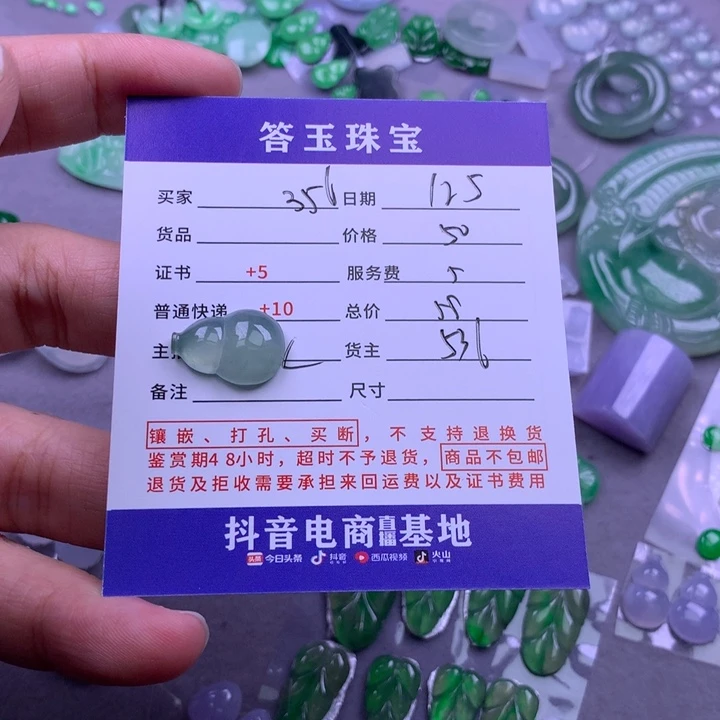 答玉珠宝
买家 356 日期 125
货品 价格 50
证书 +5 服务费 5
普通快递 +10 总价 55
主 货主 536
备注 尺寸
镶嵌、打孔、买断，不支持退换货
鉴赏期48小时，超时不予退货，商品不包邮
退货及拒收需要承担来回运费以及证书费用
抖音电商直播基地
头条 今日头条 抖音 西瓜视频 火山